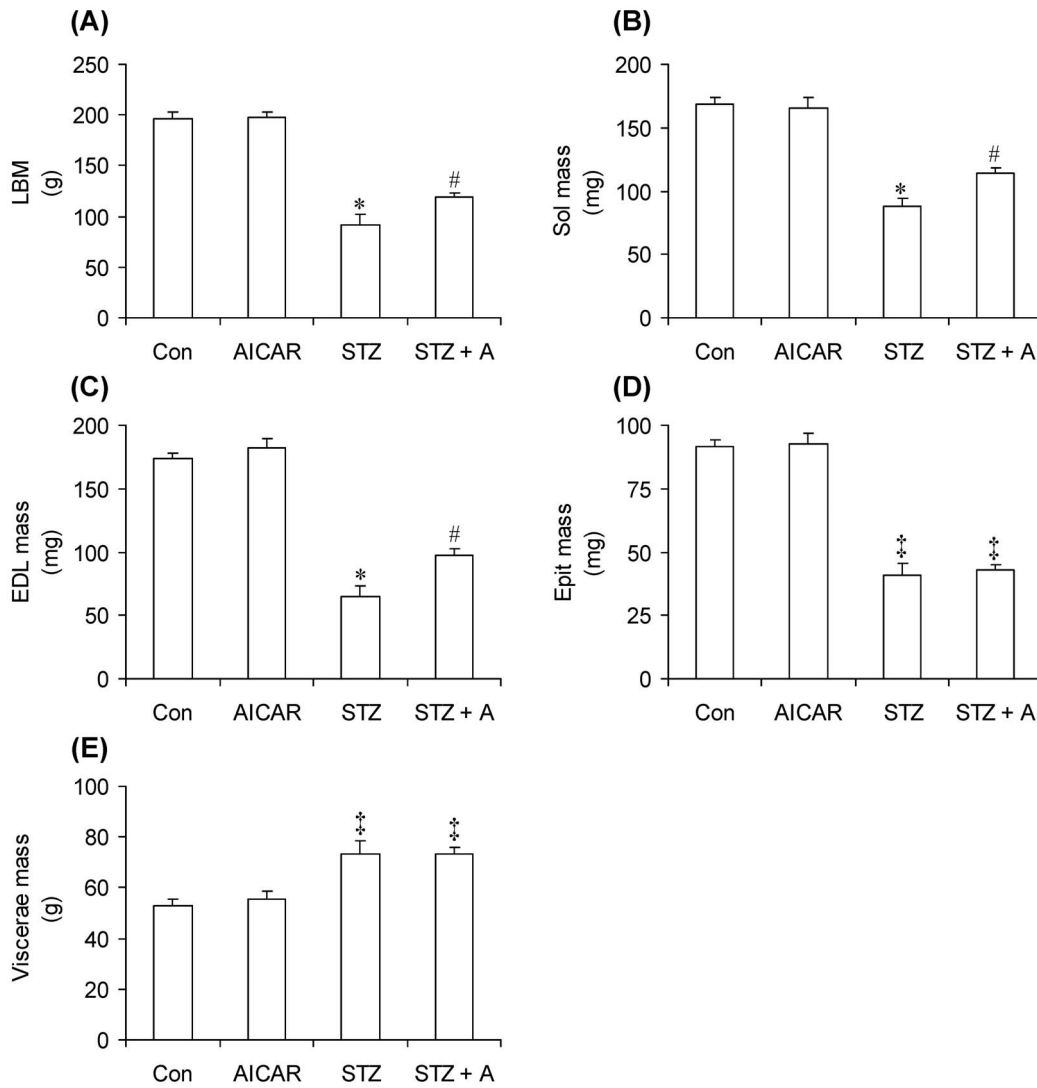 (A)
LBM
(g)
250
200
150
100
50
0
*
#
Con AICAR STZ STZ + A
(B)
Sol mass
(mg)
200
150
100
50
0
*
#
Con AICAR STZ STZ + A
(C)
EDL mass
(mg)
200
150
100
50
0
*
#
Con AICAR STZ STZ + A
(D)
Epit mass
(mg)
100
75
50
25
0
‡ ‡
Con AICAR STZ STZ + A
(E)
Viscerae mass
(g)
100
80
60
40
20
0
‡ ‡
Con AICAR STZ STZ + A